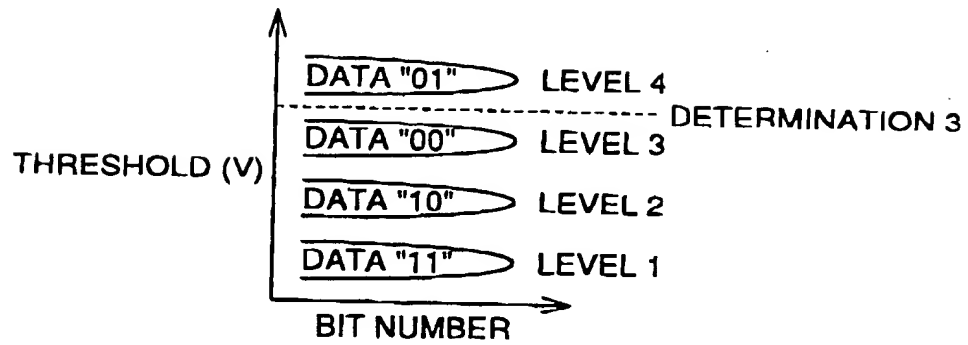 DATA "01" LEVEL 4
DETERMINATION 3
DATA "00" LEVEL 3
THRESHOLD (V)
DATA "10" LEVEL 2
DATA "11" LEVEL 1
BIT NUMBER